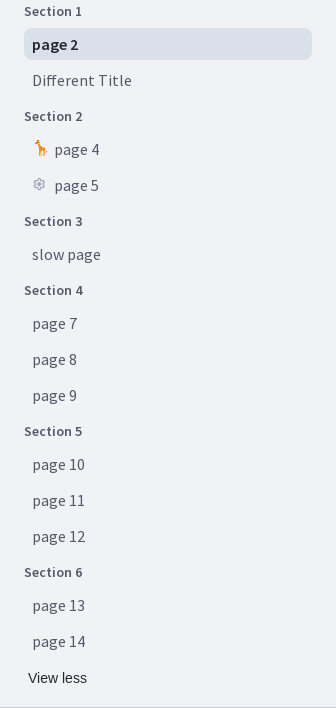 Section 1
page 2
Different Title
Section 2
page 4
page 5
Section 3
slow page
Section 4
page 7
page 8
page 9
Section 5
page 10
page 11
page 12
Section 6
page 13
page 14
View less